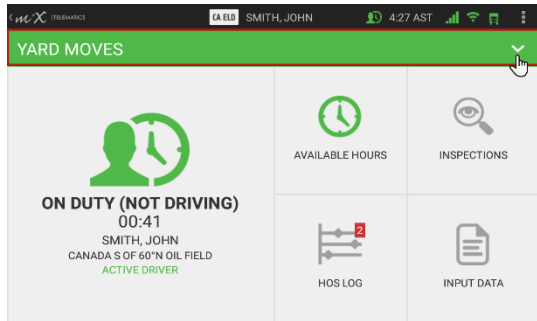 miX TELEMATICS CA ELD SMITH, JOHN 4:27 AST
YARD MOVES
ON DUTY (NOT DRIVING)
00:41
SMITH, JOHN
CANADA S OF 60°N OIL FIELD
ACTIVE DRIVER
AVAILABLE HOURS
INSPECTIONS
2
HOS LOG
INPUT DATA